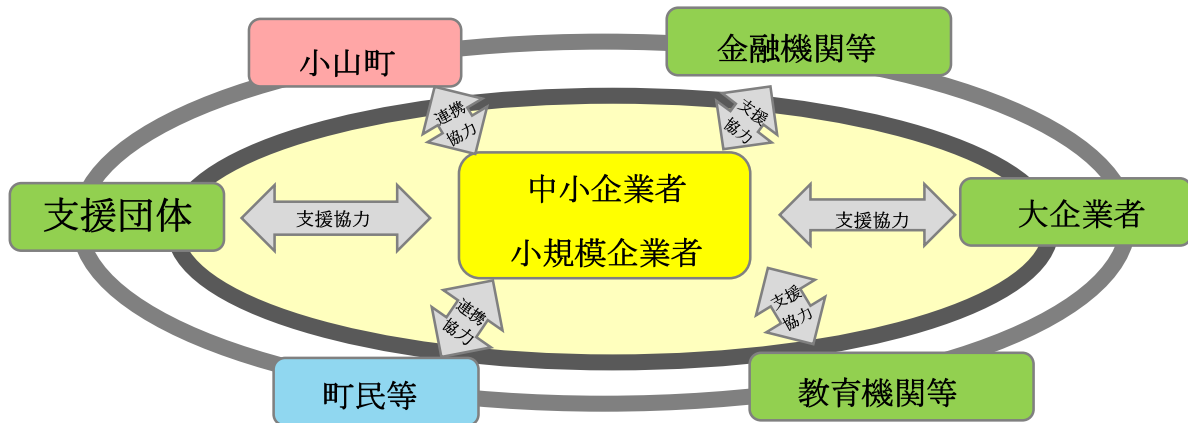 小山町
金融機関等
連携
協力
支援
協力
中小企業者
小規模企業者
支援団体
支援協力
支援協力
大企業者
連携
協力
支援
協力
町民等
教育機関等